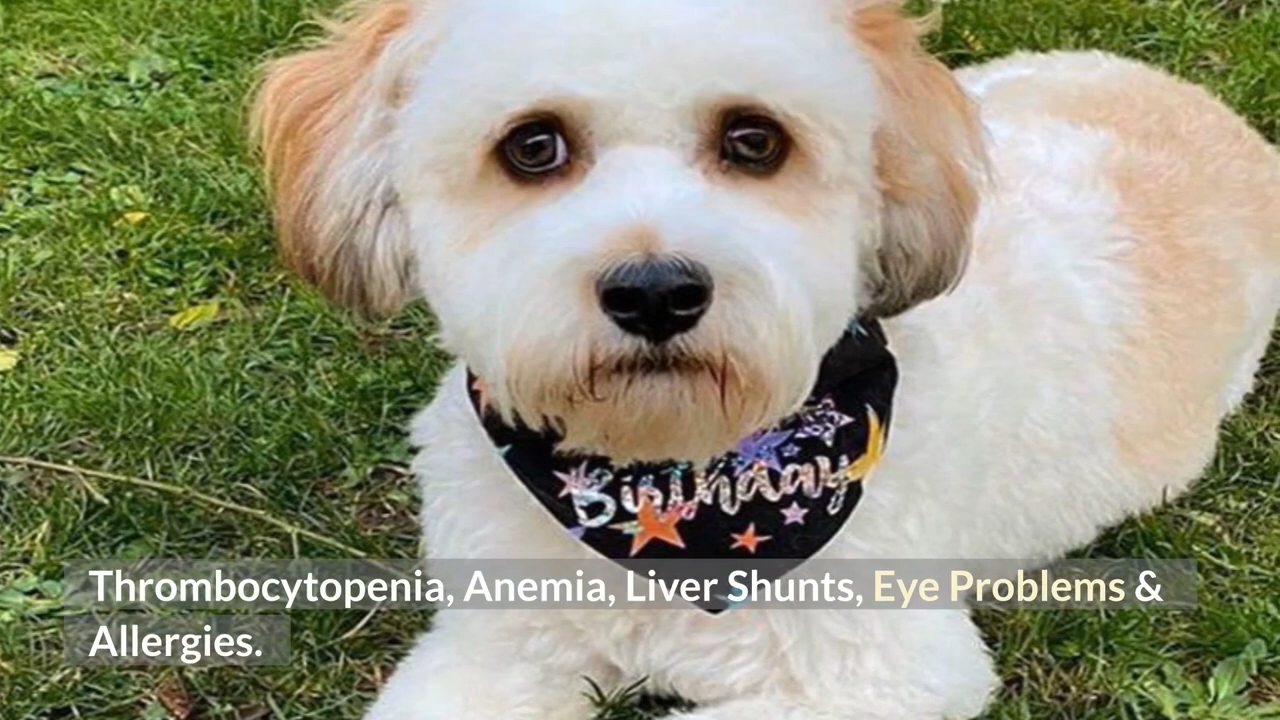 Birthday
Thrombocytopenia, Anemia, Liver Shunts, Eye Problems &
Allergies.